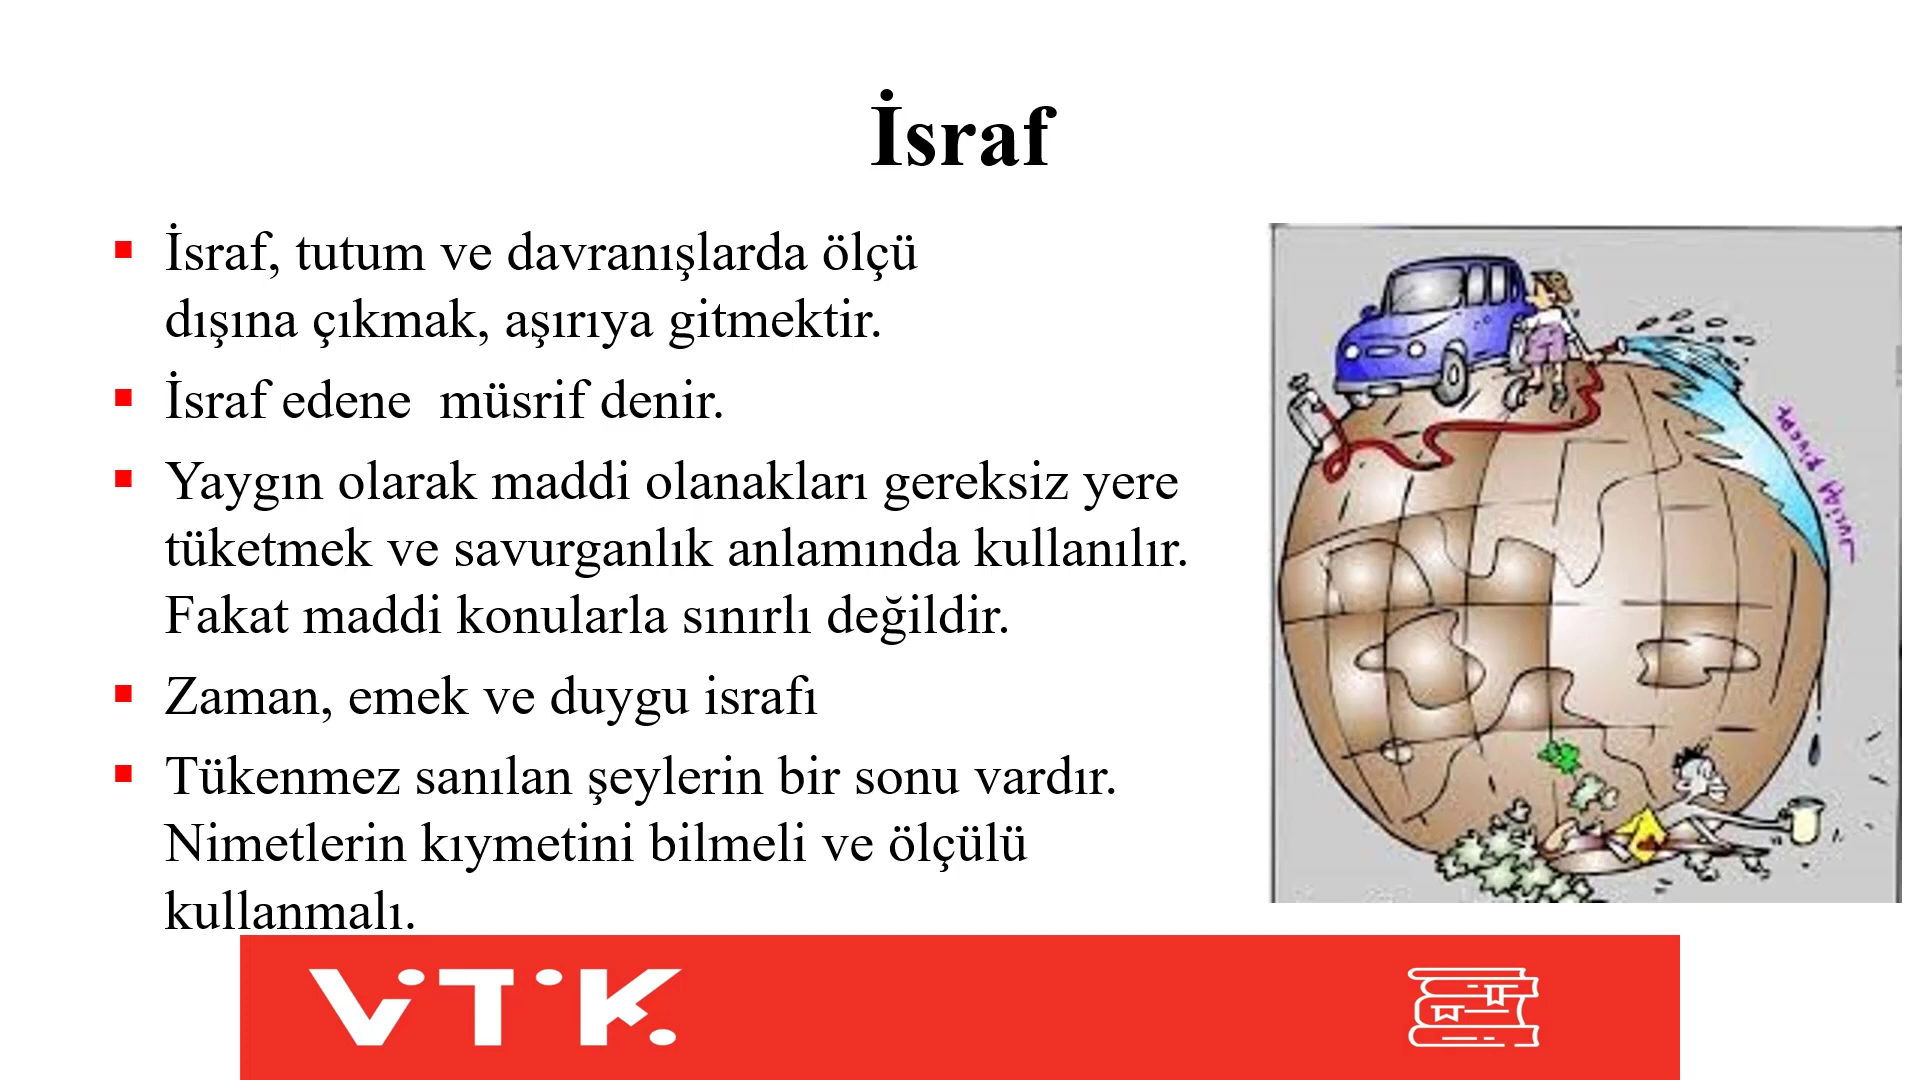 İsraf
İsraf, tutum ve davranışlarda ölçü
dışına çıkmak, aşırıya gitmektir.
İsraf edene  müsrif denir.
Yaygın olarak maddi olanakları gereksiz yere
tüketmek ve savurganlık anlamında kullanılır.
Fakat maddi konularla sınırlı değildir.
Zaman, emek ve duygu israfı
Tükenmez sanılan şeylerin bir sonu vardır.
Nimetlerin kıymetini bilmeli ve ölçülü
kullanmalı.
ViTiK